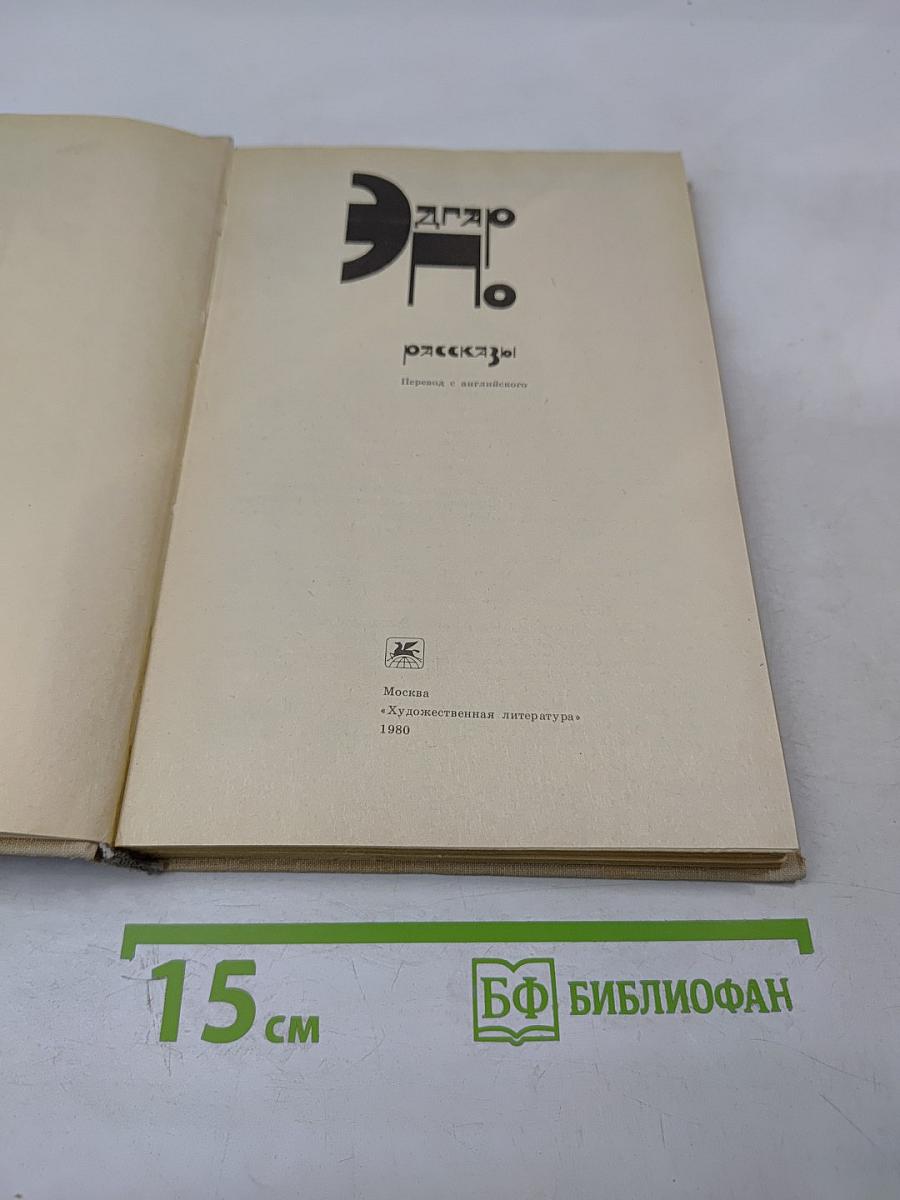 Эдгар
По
рассказы
Перевод с английского
Москва
«Художественная литература»
1980
15 см
БФ БИБЛИОФАН